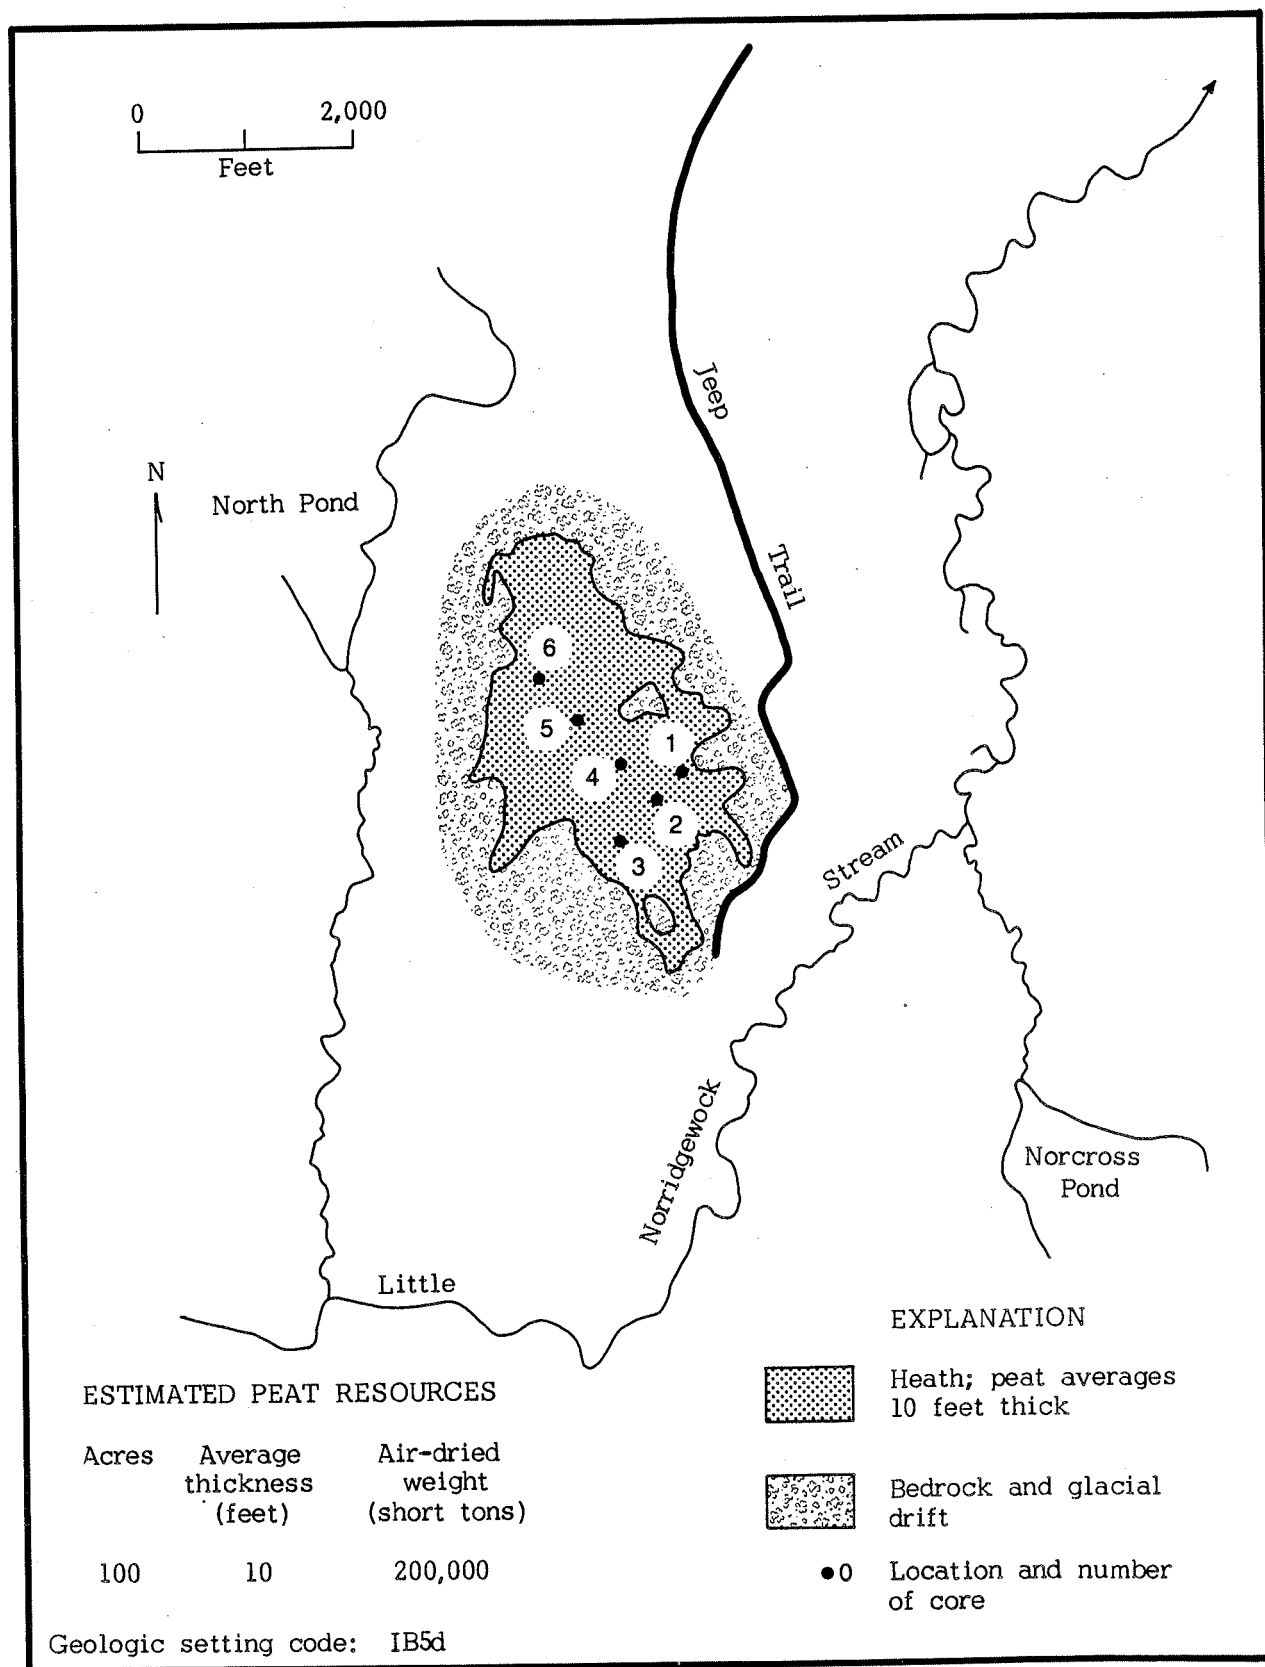 0 2,000
Feet
Jeep
Trail
N
North Pond
6
5
1
4
2
3
Stream
Norridgewock
Norcross
Pond
Little
EXPLANATION
Heath; peat averages
10 feet thick
Bedrock and glacial
drift
0 Location and number
of core
ESTIMATED PEAT RESOURCES
Acres Average Air-dried
thickness weight
(feet) (short tons)
100 10 200,000
Geologic setting code: IB5d